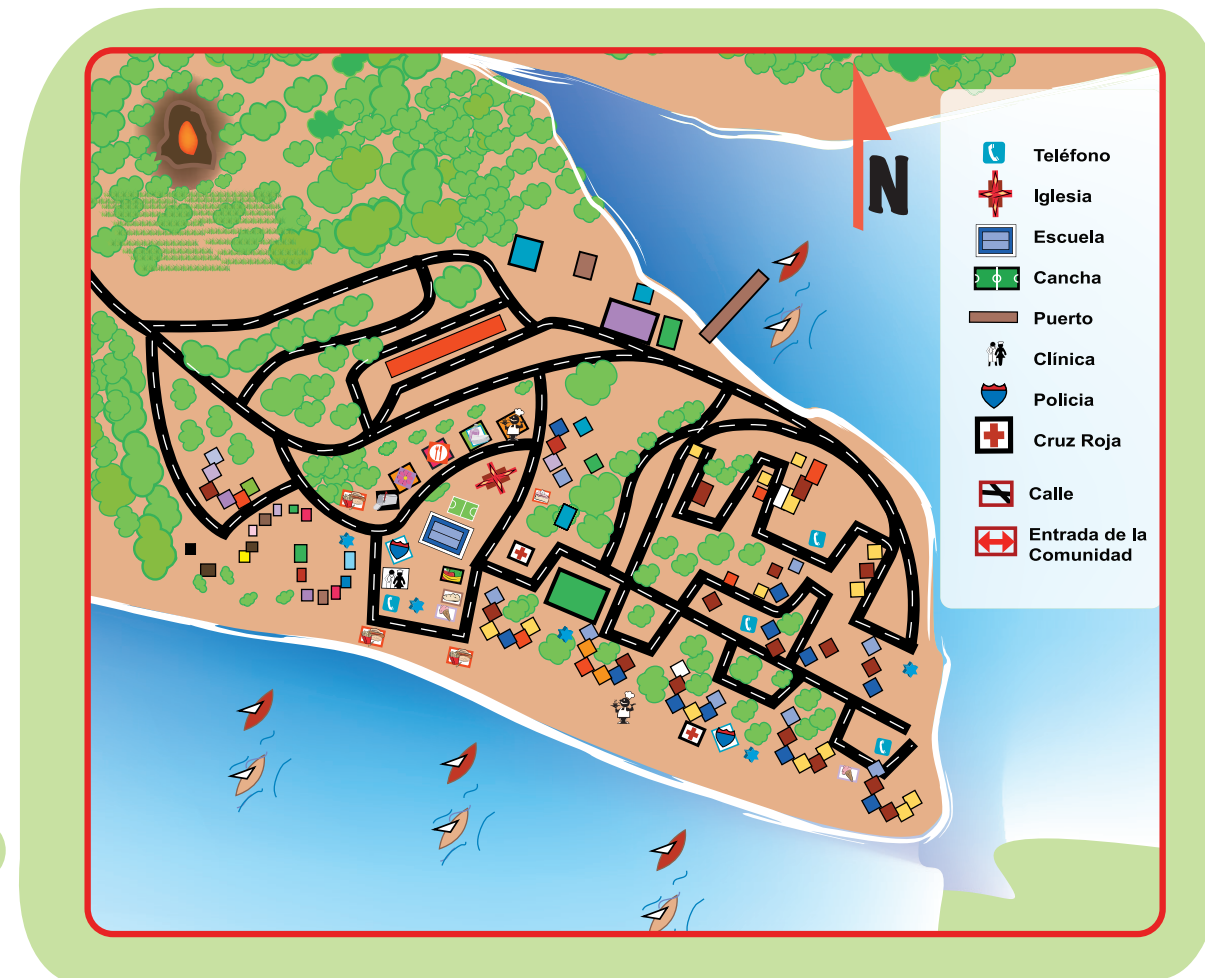 N
Teléfono
Iglesia
Escuela
Cancha
Puerto
Clínica
Policia
Cruz Roja
Calle
Entrada de la
Comunidad